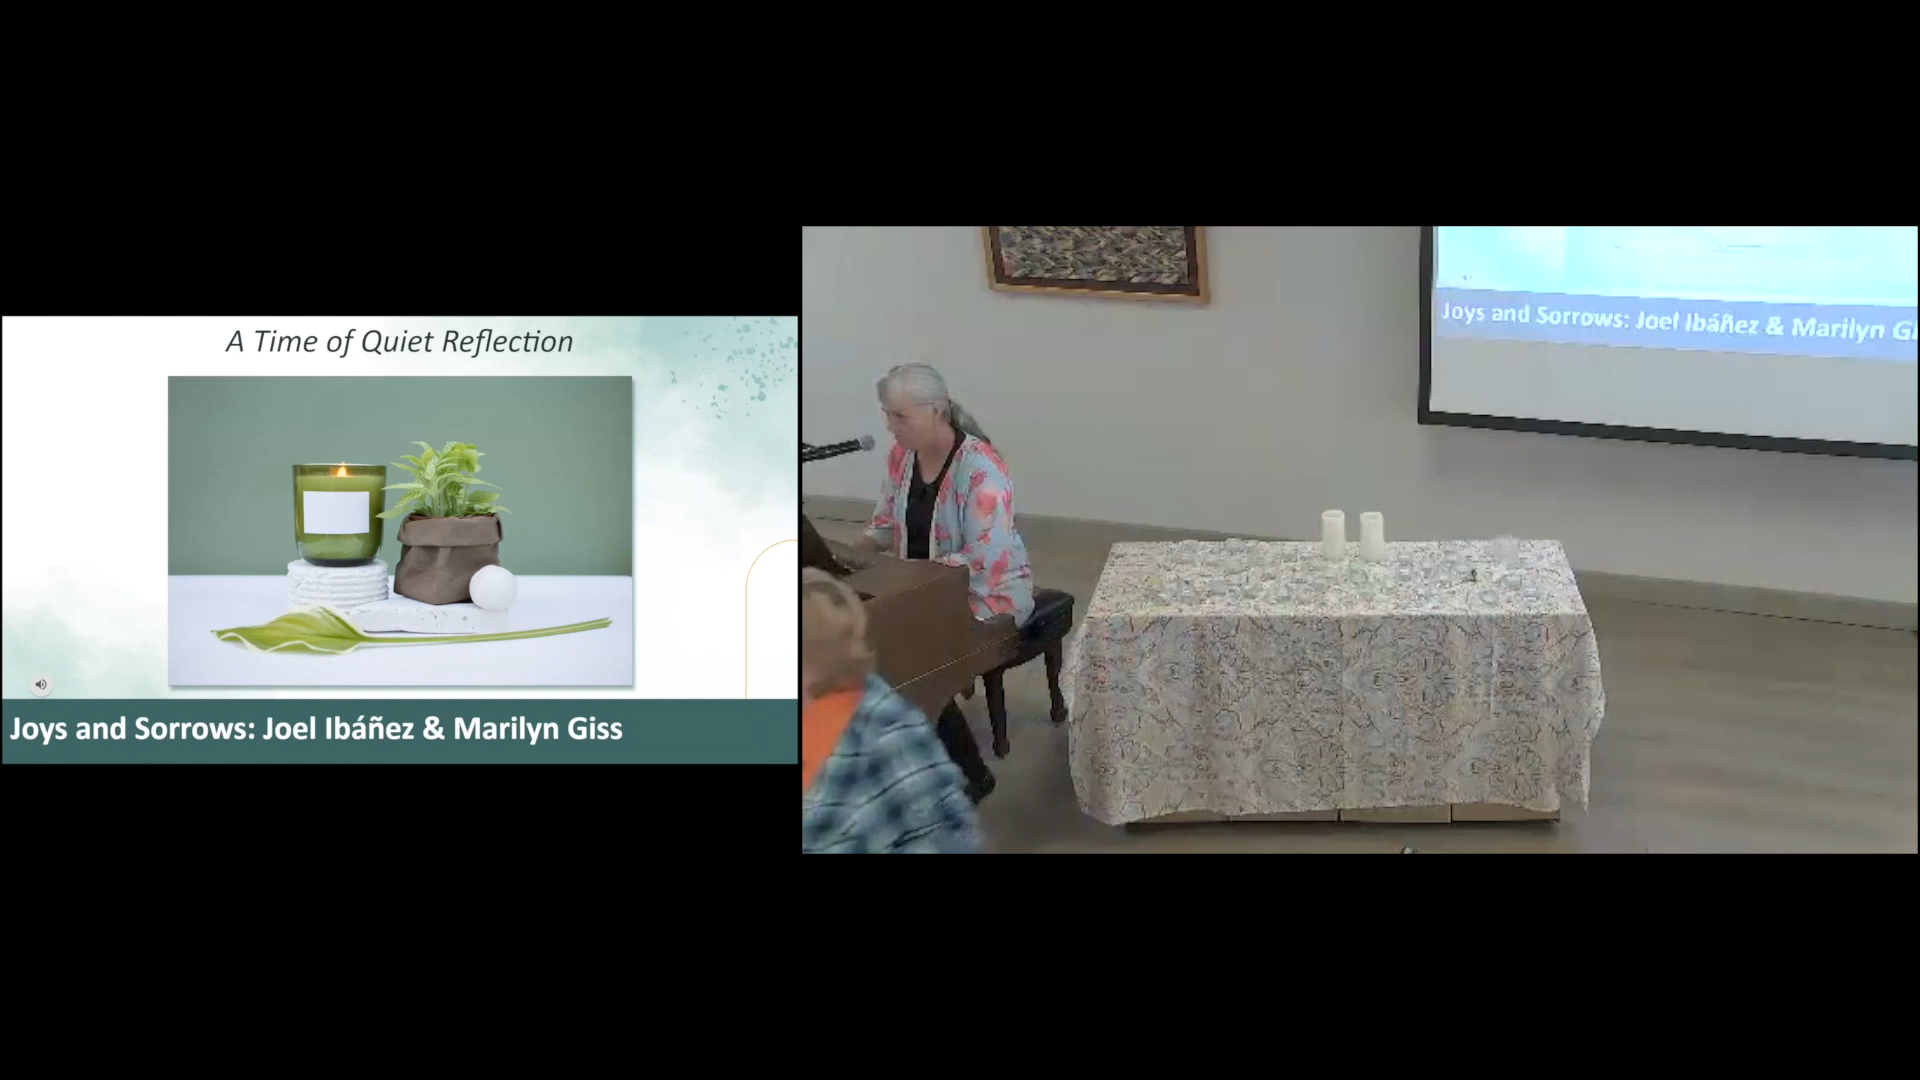 A Time of Quiet Reflection
Joys and Sorrows: Joel Ibáñez & Marilyn Giss
Joys and Sorrows: Joel Ibáñez & Marilyn Gi